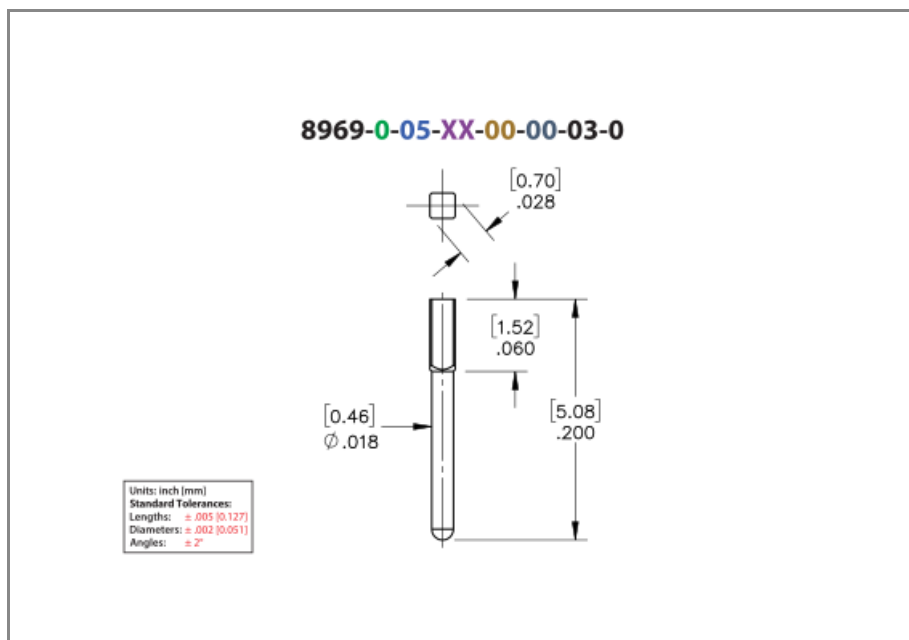 8969-0-05-XX-00-00-03-0
[0.70]
.028
[1.52]
.060
[0.46]
Ø.018
[5.08]
.200
Units: inch [mm]
Standard Tolerances:
Lengths: ± .005 [0.127]
Diameters: ± .002 [0.051]
Angles: ± 2°